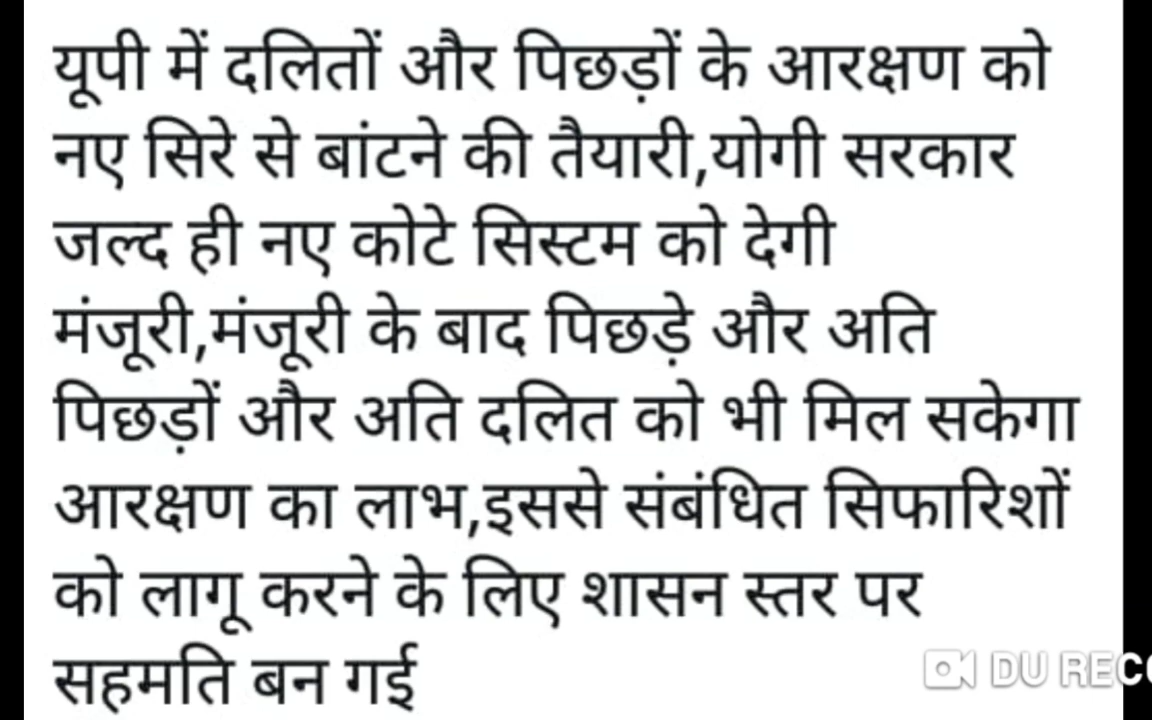 यूपी में दलितों और पिछड़ों के आरक्षण को
नए सिरे से बांटने की तैयारी,योगी सरकार
जल्द ही नए कोटे सिस्टम को देगी
मंजूरी,मंजूरी के बाद पिछड़े और अति
पिछड़ों और अति दलित को भी मिल सकेगा
आरक्षण का लाभ,इससे संबंधित सिफारिशों
को लागू करने के लिए शासन स्तर पर
सहमति बन गई
DU REC